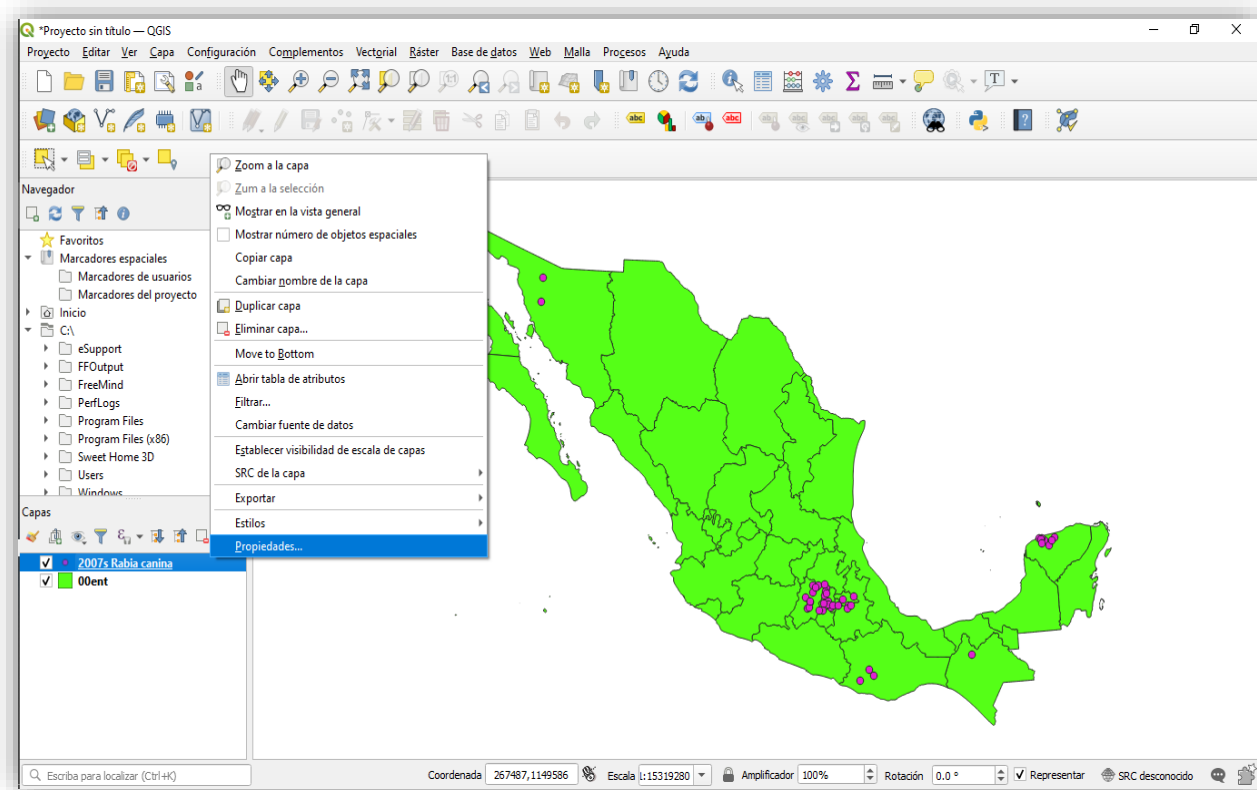 *Proyecto sin título — QGIS
Proyecto Editar Ver Capa Configuración Complementos Vectorial Ráster Base de datos Web Malla Procesos Ayuda
Zoom a la capa
Zum a la selección
Mostrar en la vista general
Mostrar número de objetos espaciales
Copiar capa
Cambiar nombre de la capa
Duplicar capa
Eliminar capa...
Move to Bottom
Abrir tabla de atributos
Filtrar...
Cambiar fuente de datos
Establecer visibilidad de escala de capas
SRC de la capa
Exportar
Estilos
Propiedades...
Navegador
Favoritos
Marcadores espaciales
Marcadores de usuarios
Marcadores del proyecto
Inicio
C:\
eSupport
FFOutput
FreeMind
PerfLogs
Program Files
Program Files (x86)
Sweet Home 3D
Users
Windows
Capas
2007s Rabia canina
00ent
Escriba para localizar (Ctrl+K)
Coordenada 267487,1149586 Escala 1:15319280 Amplificador 100% Rotación 0.0 ° Representar SRC desconocido